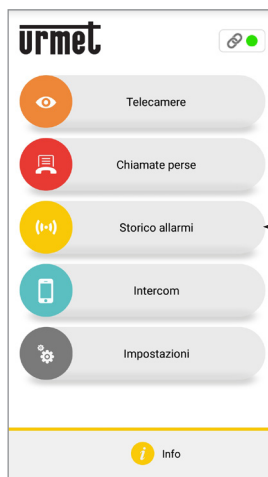 urmet
Telecamere
Chiamate perse
Storico allarmi
Intercom
Impostazioni
i Info